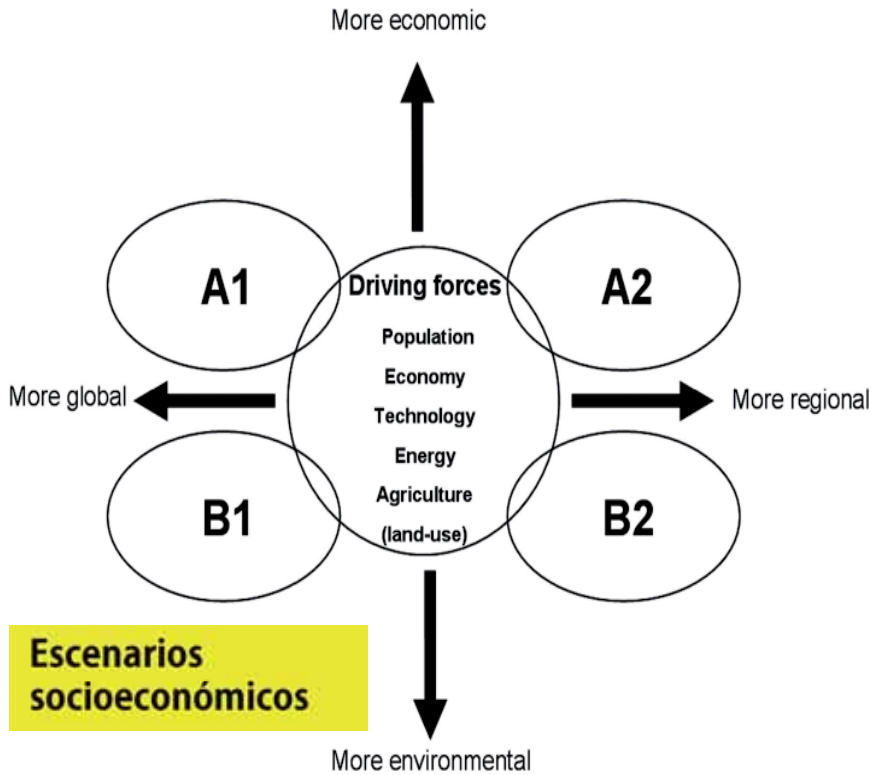 More economic
A1
Driving forces
A2
Population
Economy
Technology
Energy
Agriculture
(land-use)
More global
More regional
B1
B2
Escenarios
socioeconómicos
More environmental